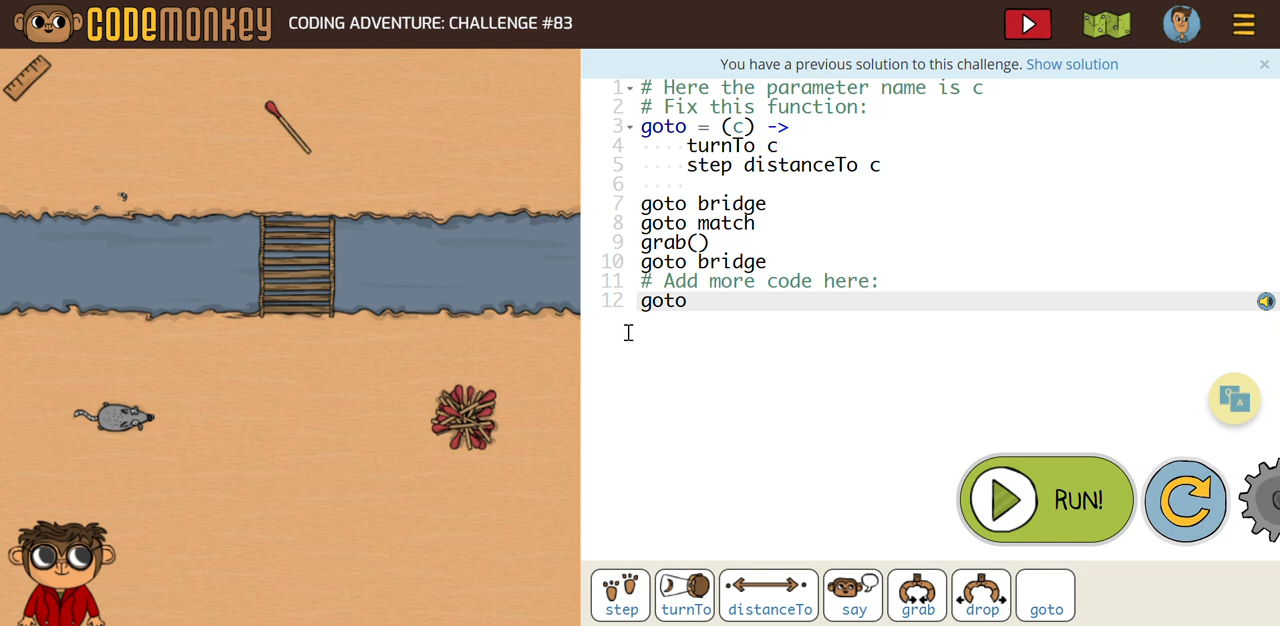 CODEMONKEY CODING ADVENTURE: CHALLENGE #83
You have a previous solution to this challenge. Show solution ×
1 # Here the parameter name is c
2 # Fix this function:
3 goto = (c) ->
4 turnTo c
5 step distanceTo c
6
7 goto bridge
8 goto match
9 grab()
10 goto bridge
11 # Add more code here:
12 goto
Q A
RUN!
step turnTo distanceTo say grab drop goto